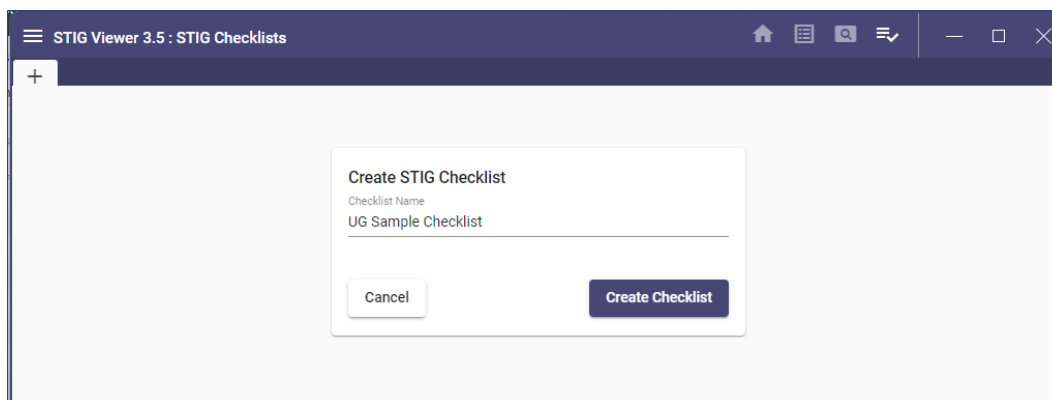 STIG Viewer 3.5 : STIG Checklists
+
Create STIG Checklist
Checklist Name
UG Sample Checklist
Cancel
Create Checklist